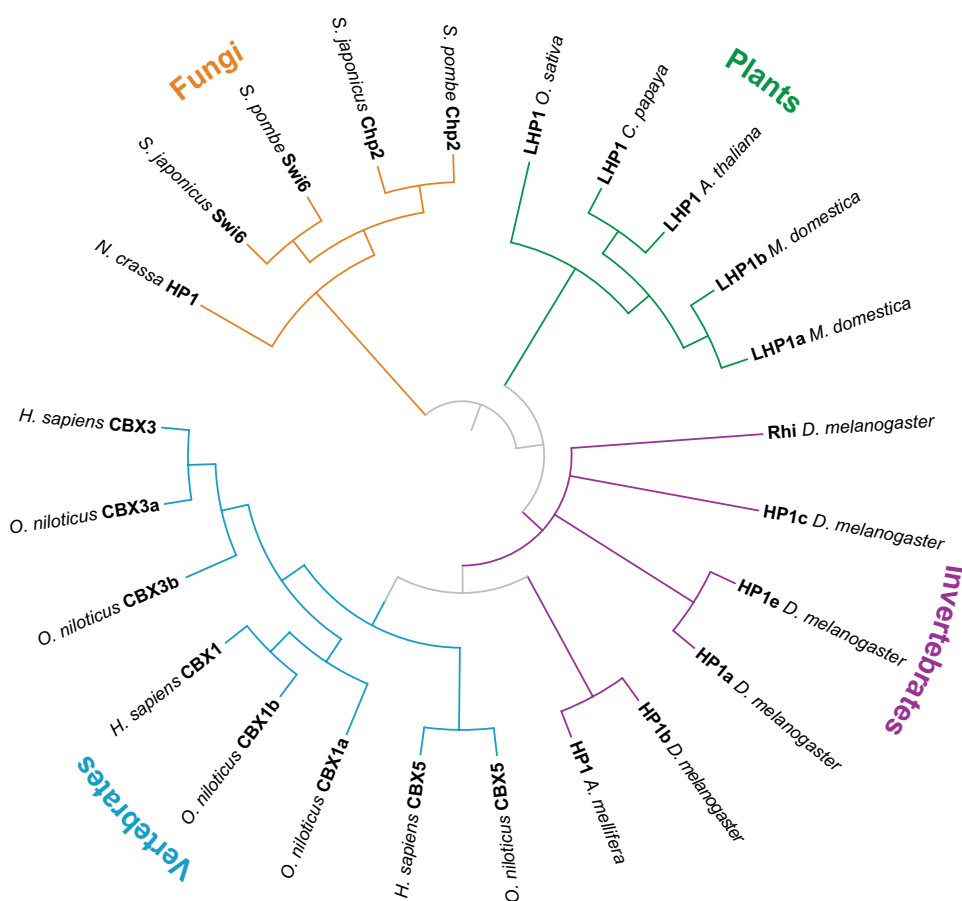 Fungi
N. crassa HP1
S. japonicus Swi6
S. pombe Swi6
S. japonicus Chp2
S. pombe Chp2
Plants
LHP1 O. sativa
LHP1 C. papaya
LHP1 A. thaliana
LHP1b M. domestica
LHP1a M. domestica
Invertebrates
Rhi D. melanogaster
HP1c D. melanogaster
HP1e D. melanogaster
HP1a D. melanogaster
HP1b D. melanogaster
HP1 A. mellifera
Vertebrates
O. niloticus CBX5
H. sapiens CBX5
O. niloticus CBX1a
O. niloticus CBX1b
H. sapiens CBX1
O. niloticus CBX3b
O. niloticus CBX3a
H. sapiens CBX3